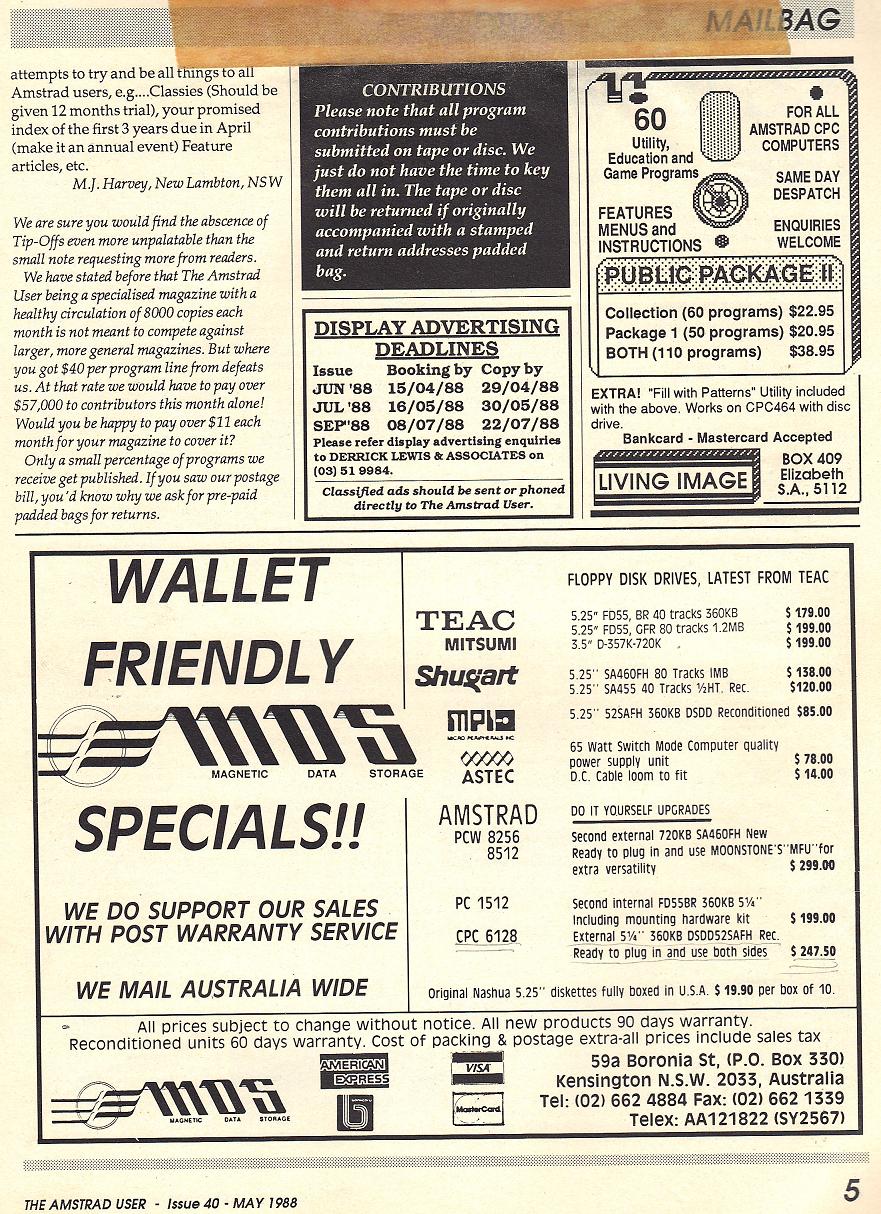 MAILBAG
attempts to try and be all things to all
Amstrad users, e.g....Classies (Should be
given 12 months trial), your promised
index of the first 3 years due in April
(make it an annual event) Feature
articles, etc.
M.J. Harvey, New Lambton, NSW
We are sure you would find the abscence of
Tip-Offs even more unpalatable than the
small note requesting more from readers.
We have stated before that The Amstrad
User being a specialised magazine with a
healthy circulation of 8000 copies each
month is not meant to compete against
larger, more general magazines. But where
you got $40 per program line from defeats
us. At that rate we would have to pay over
$57,000 to contributors this month alone!
Would you be happy to pay over $11 each
month for your magazine to cover it?
Only a small percentage of programs we
receive get published. If you saw our postage
bill, you'd know why we ask for pre-paid
padded bags for returns.
CONTRIBUTIONS
Please note that all program
contributions must be
submitted on tape or disc. We
just do not have the time to key
them all in. The tape or disc
will be returned if originally
accompanied with a stamped
and return addresses padded
bag.
DISPLAY ADVERTISING
DEADLINES
Issue Booking by Copy by
JUN '88 15/04/88 29/04/88
JUL '88 16/05/88 30/05/88
SEP"88 08/07/88 22/07/88
Please refer display advertising enquiries
to DERRICK LEWIS & ASSOCIATES on
(03) 51 9984.
Classified ads should be sent or phoned
directly to The Amstrad User.
60
Utility,
Education and
Game Programs
FEATURES
MENUS and
INSTRUCTIONS
FOR ALL
AMSTRAD CPC
COMPUTERS
SAME DAY
DESPATCH
ENQUIRIES
WELCOME
PUBLIC PACKAGE II
Collection (60 programs) $22.95
Package 1 (50 programs) $20.95
BOTH (110 programs) $38.95
EXTRA! "Fill with Patterns" Utility included
with the above. Works on CPC464 with disc
drive.
Bankcard - Mastercard Accepted
LIVING IMAGE
BOX 409
Elizabeth
S.A., 5112
WALLET
FRIENDLY
MDS
MAGNETIC DATA STORAGE
SPECIALS!!
WE DO SUPPORT OUR SALES
WITH POST WARRANTY SERVICE
WE MAIL AUSTRALIA WIDE
FLOPPY DISK DRIVES, LATEST FROM TEAC
TEAC 5.25" FD55, BR 40 tracks 360KB $ 179.00
5.25" FD55, GFR 80 tracks 1.2MB $ 199.00
MITSUMI 3.5" D-357K-720K $ 199.00
Shugart 5.25'' SA460FH 80 Tracks IMB $ 138.00
5.25'' SA455 40 Tracks ½HT. Rec. $120.00
MPI 5.25'' 52SAFH 360KB DSDD Reconditioned $85.00
MICRO PERIPHERALS INC
65 Watt Switch Mode Computer quality
ASTEC power supply unit $ 78.00
D.C. Cable loom to fit $ 14.00
AMSTRAD DO IT YOURSELF UPGRADES
PCW 8256 Second external 720KB SA460FH New
8512 Ready to plug in and use MOONSTONE'S''MFU''for
extra versatility $ 299.00
PC 1512 Second internal FD55BR 360KB 5¼''
Including mounting hardware kit $ 199.00
CPC 6128 External 5¼'' 360KB DSDD52SAFH Rec.
Ready to plug in and use both sides $ 247.50
Original Nashua 5.25'' diskettes fully boxed in U.S.A. $ 19.90 per box of 10.
All prices subject to change without notice. All new products 90 days warranty.
Reconditioned units 60 days warranty. Cost of packing & postage extra-all prices include sales tax
MDS
MAGNETIC DATA STORAGE
AMERICAN
EXPRESS
VISA
MasterCard
59a Boronia St, (P.O. Box 330)
Kensington N.S.W. 2033, Australia
Tel: (02) 662 4884 Fax: (02) 662 1339
Telex: AA121822 (SY2567)
THE AMSTRAD USER - Issue 40 - MAY 1988
5